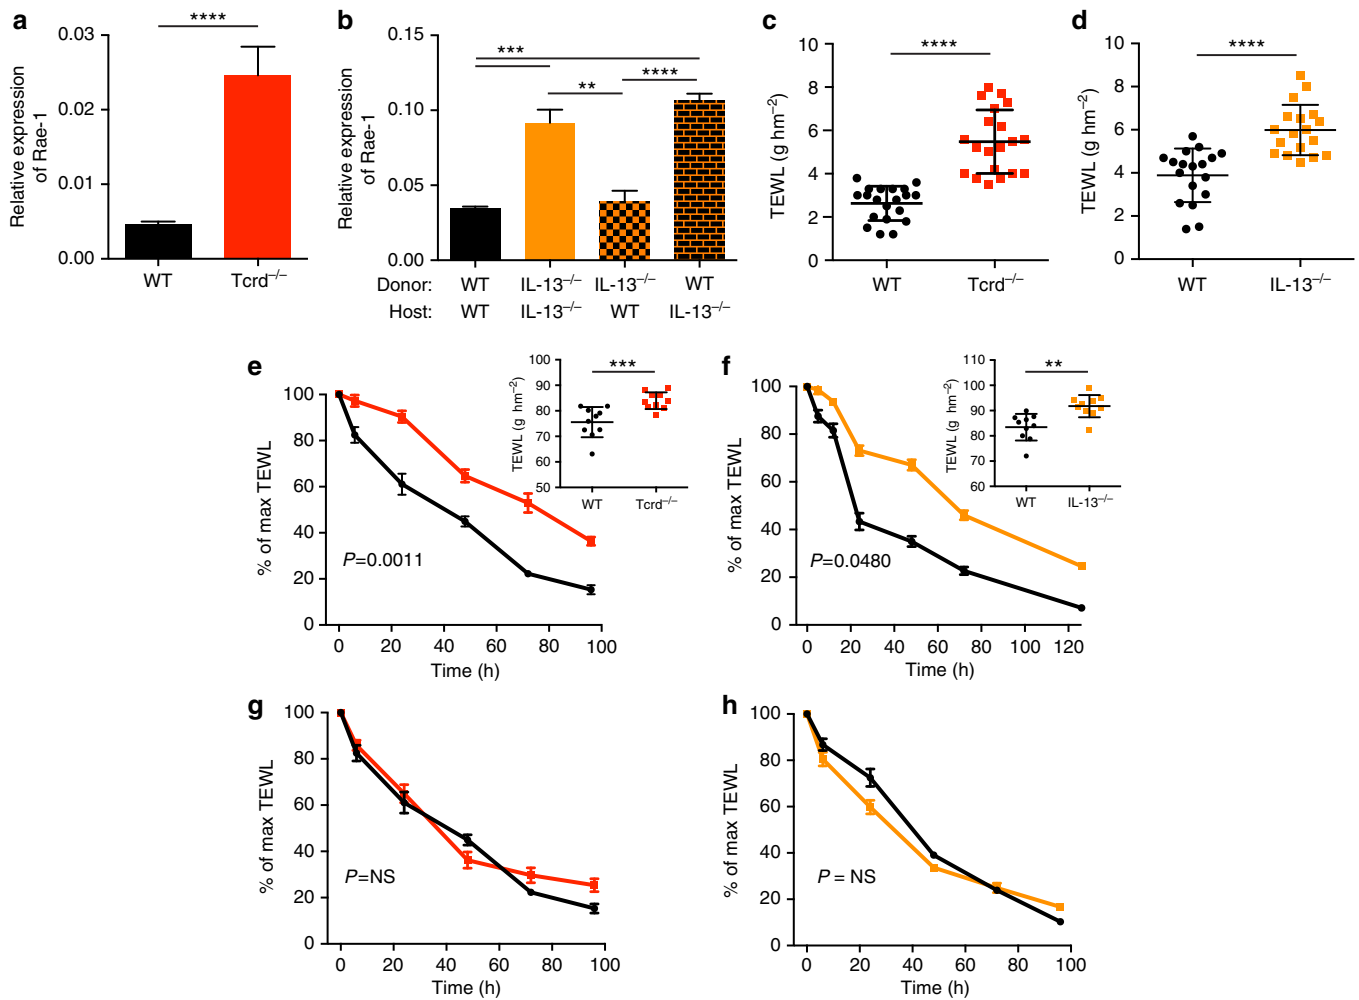 a
****
Relative expression
of Rae-1
0.03
0.02
0.01
0.00
WT
Tcrd–/–
b
***
**
****
Relative expression
of Rae-1
0.15
0.10
0.05
0.00
Donor: WT IL-13–/– IL-13–/– WT
Host: WT IL-13–/– WT IL-13–/–
c
****
TEWL (g hm–2)
10
8
6
4
2
0
WT
Tcrd–/–
d
****
TEWL (g hm–2)
10
8
6
4
2
0
WT
IL-13–/–
e
% of max TEWL
100
80
60
40
20
0
P=0.0011
0 20 40 60 80 100
Time (h)
***
TEWL (g hm–2)
100
90
80
70
60
50
WT
Tcrd–/–
f
% of max TEWL
100
80
60
40
20
0
P=0.0480
0 20 40 60 80 100 120
Time (h)
**
TEWL (g hm–2)
110
100
90
80
70
60
WT
IL-13–/–
g
% of max TEWL
100
80
60
40
20
0
P=NS
0 20 40 60 80 100
Time (h)
h
% of max TEWL
100
80
60
40
20
0
P = NS
0 20 40 60 80 100
Time (h)